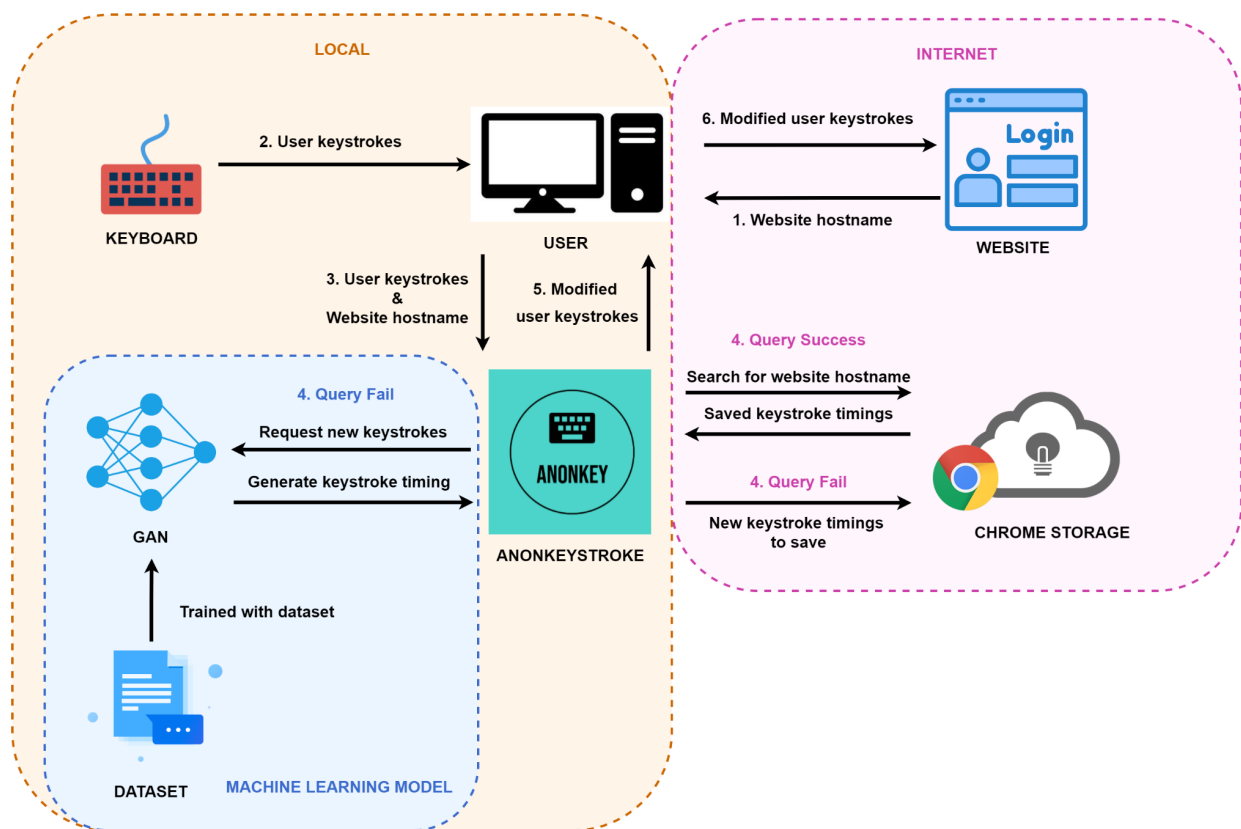 LOCAL
INTERNET
2. User keystrokes
6. Modified user keystrokes
Login
1. Website hostname
KEYBOARD
USER
WEBSITE
3. User keystrokes
&
Website hostname
5. Modified
user keystrokes
4. Query Success
Search for website hostname
Saved keystroke timings
4. Query Fail
New keystroke timings
to save
CHROME STORAGE
4. Query Fail
Request new keystrokes
Generate keystroke timing
ANONKEY
GAN
ANONKEYSTROKE
Trained with dataset
DATASET
MACHINE LEARNING MODEL